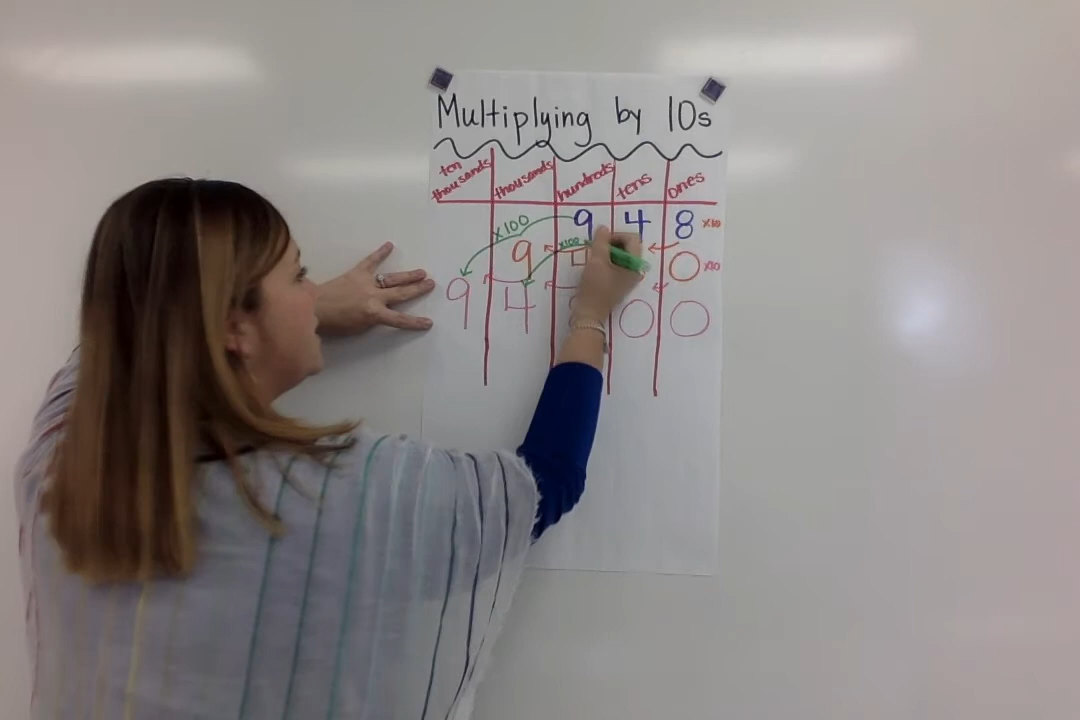 Multiplying by 10s
ten thousands thousands hundreds tens ones
x100 9 4 8 x10
9 x100 4 0 x10
9 4 0 0